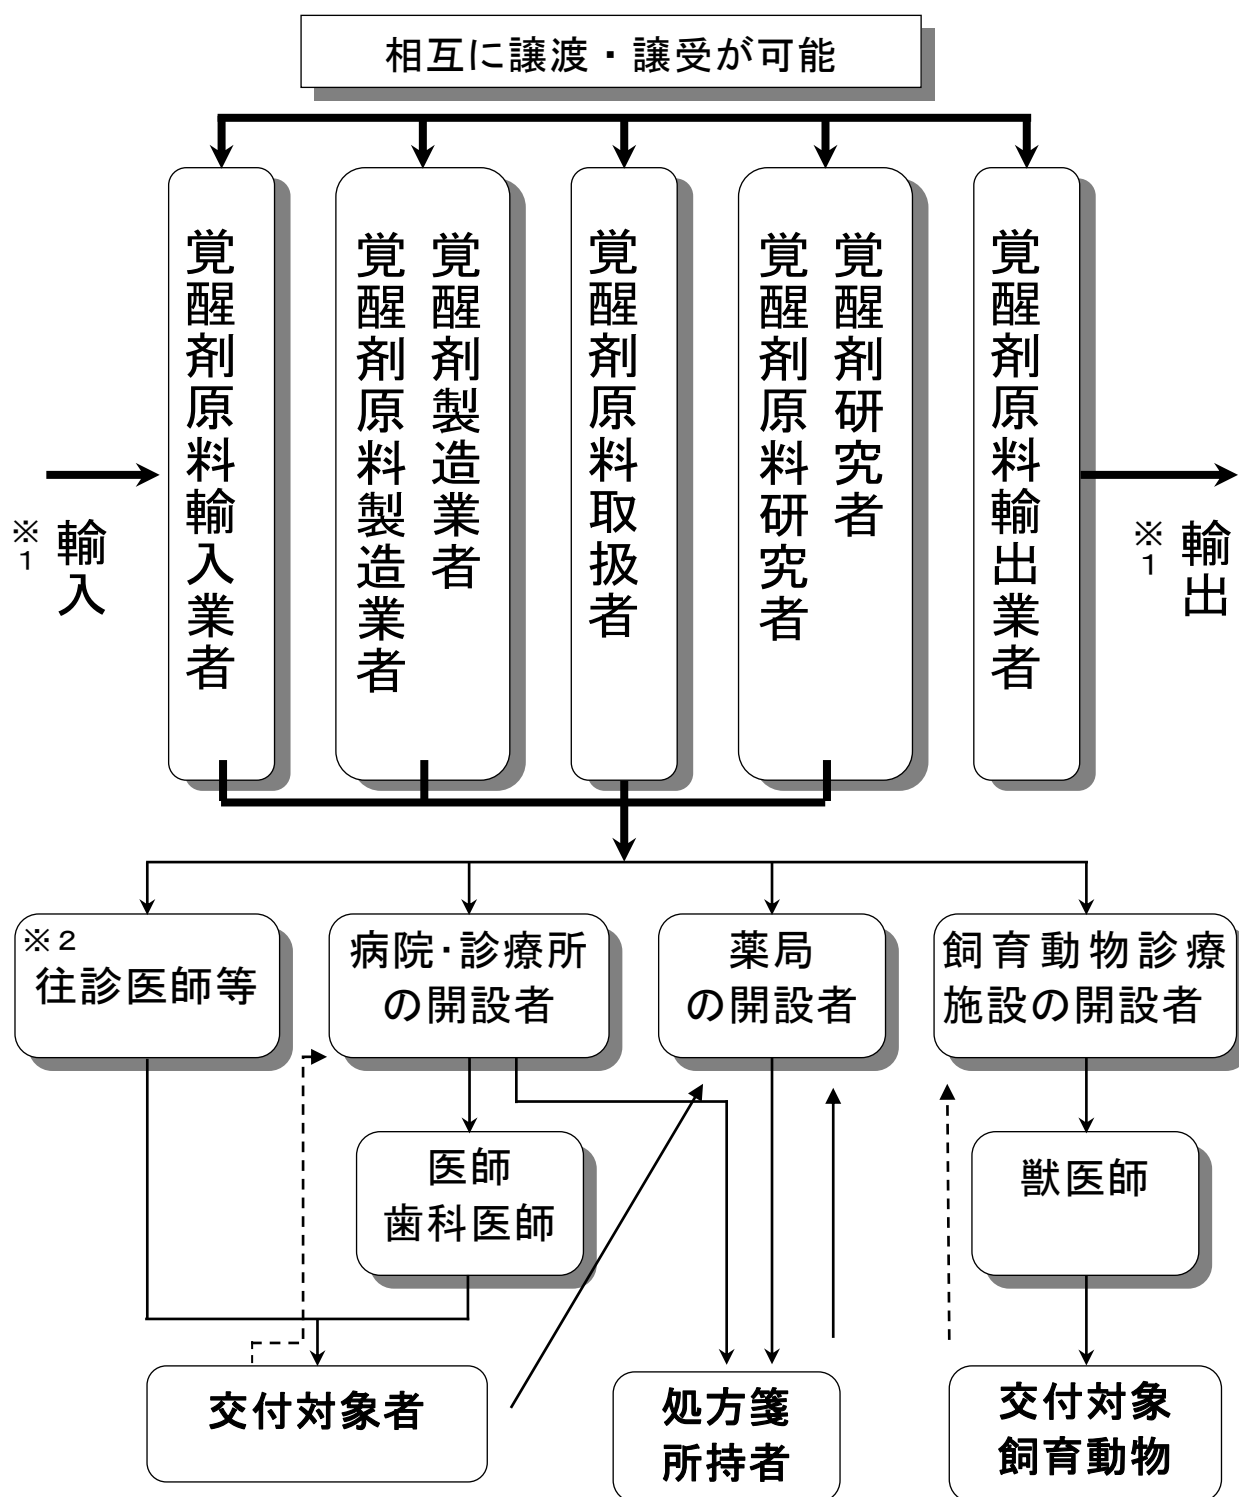 相互に譲渡・譲受が可能
覚醒剤原料輸入業者
覚醒剤製造業者
覚醒剤原料製造業者
覚醒剤原料取扱者
覚醒剤研究者
覚醒剤原料研究者
覚醒剤原料輸出業者
※1
輸入
※1
輸出
※2
往診医師等
病院・診療所
の開設者
薬局
の開設者
飼育動物診療
施設の開設者
医師
歯科医師
獣医師
交付対象者
処方箋
所持者
交付対象
飼育動物